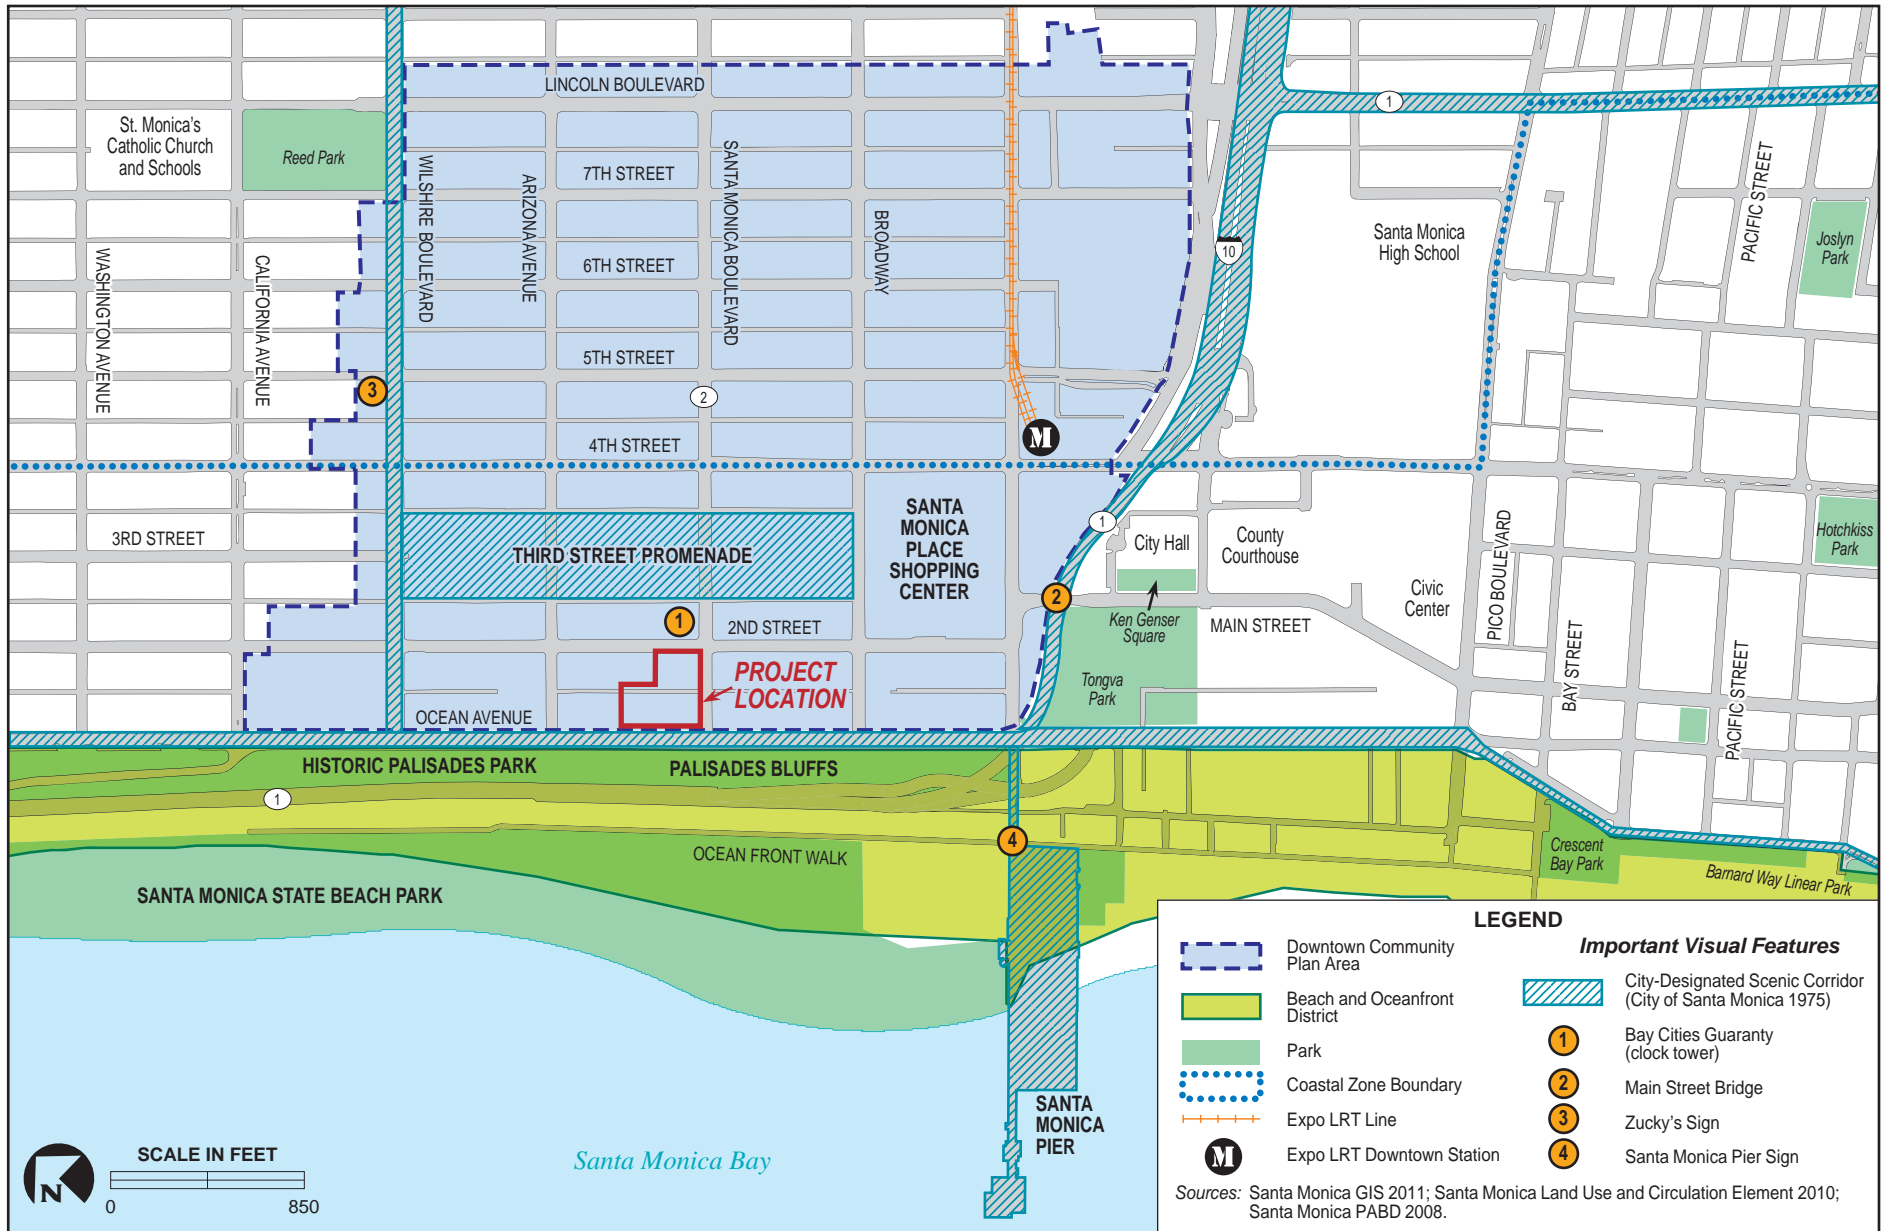 LINCOLN BOULEVARD
1
St. Monica's
Catholic Church
and Schools
Reed Park
7TH STREET
WILSHIRE BOULEVARD
ARIZONA AVENUE
SANTA MONICA BOULEVARD
BROADWAY
10
Santa Monica
High School
PACIFIC STREET
Joslyn
Park
WASHINGTON AVENUE
CALIFORNIA AVENUE
6TH STREET
5TH STREET
3
2
4TH STREET
M
3RD STREET
THIRD STREET PROMENADE
SANTA
MONICA
PLACE
SHOPPING
CENTER
1
City Hall
County
Courthouse
Civic
Center
PICO BOULEVARD
Hotchkiss
Park
1
2ND STREET
2
Ken Genser
Square
MAIN STREET
BAY STREET
PACIFIC STREET
PROJECT
LOCATION
Tongva
Park
OCEAN AVENUE
HISTORIC PALISADES PARK
PALISADES BLUFFS
1
4
OCEAN FRONT WALK
Crescent
Bay Park
Barnard Way Linear Park
SANTA MONICA STATE BEACH PARK
SANTA
MONICA
PIER
Santa Monica Bay
N
SCALE IN FEET
0
850
LEGEND
Downtown Community
Plan Area
Beach and Oceanfront
District
Park
Coastal Zone Boundary
Expo LRT Line
M
Expo LRT Downtown Station
Important Visual Features
City-Designated Scenic Corridor
(City of Santa Monica 1975)
1
Bay Cities Guaranty
(clock tower)
2
Main Street Bridge
3
Zucky's Sign
4
Santa Monica Pier Sign
Sources: Santa Monica GIS 2011; Santa Monica Land Use and Circulation Element 2010;
Santa Monica PABD 2008.